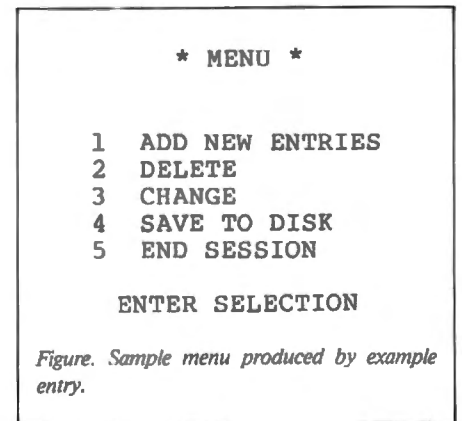 * MENU *
1 ADD NEW ENTRIES
2 DELETE
3 CHANGE
4 SAVE TO DISK
5 END SESSION
ENTER SELECTION
Figure. Sample menu produced by example
entry.